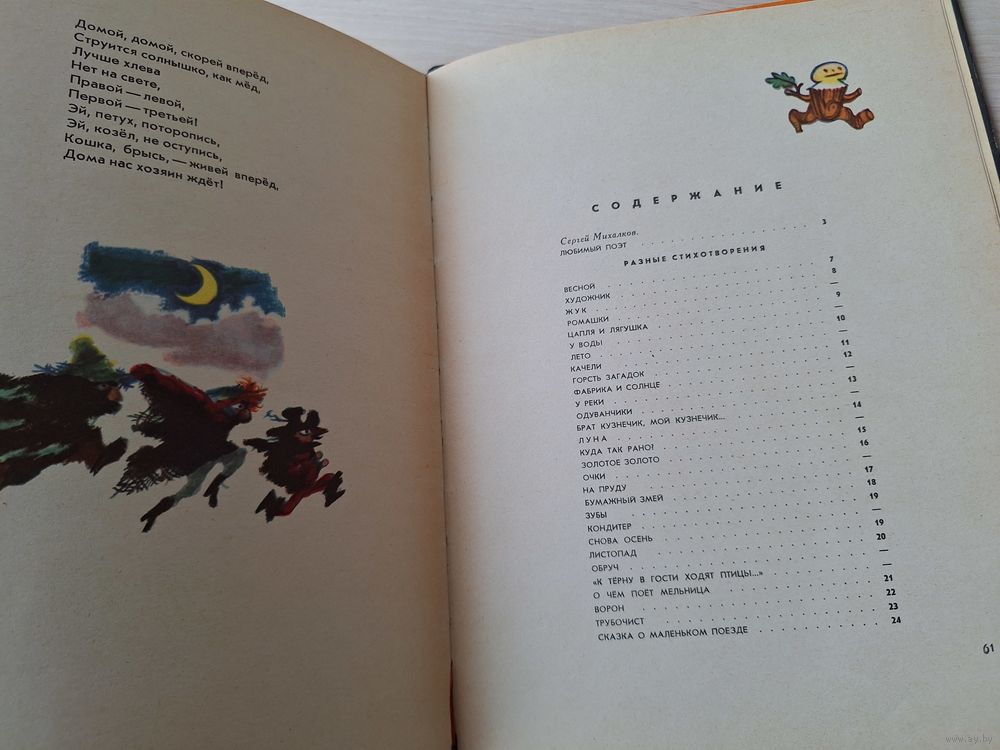 Домой, домой, скорей вперёд,
Струится солнышко, как мёд,
Лучше хлева
Нет на свете,
Правой — левой,
Первой — третьей!
Эй, петух, поторопись,
Эй, козёл, не оступись,
Кошка, брысь, — живей вперёд,
Дома нас хозяин ждёт!
СОДЕРЖАНИЕ
Сергей Михалков.
ЛЮБИМЫЙ ПОЭТ . . . . . . . . 3
РАЗНЫЕ СТИХОТВОРЕНИЯ
ВЕСНОЙ . . . . . . . . 7
ХУДОЖНИК . . . . . . . . 8
ЖУК . . . . . . . . —
РОМАШКИ . . . . . . . . 9
ЦАПЛЯ И ЛЯГУШКА . . . . . . . . —
У ВОДЫ . . . . . . . . 10
ЛЕТО . . . . . . . . —
КАЧЕЛИ . . . . . . . . 11
ГОРСТЬ ЗАГАДОК . . . . . . . . 12
ФАБРИКА И СОЛНЦЕ . . . . . . . . —
У РЕКИ . . . . . . . . 13
ОДУВАНЧИКИ . . . . . . . . —
БРАТ КУЗНЕЧИК, МОЙ КУЗНЕЧИК... . . . . . . . . 14
ЛУНА . . . . . . . . —
КУДА ТАК РАНО? . . . . . . . . 15
ЗОЛОТОЕ ЗОЛОТО . . . . . . . . 16
ОЧКИ . . . . . . . . —
НА ПРУДУ . . . . . . . . 17
БУМАЖНЫЙ ЗМЕЙ . . . . . . . . 18
ЗУБЫ . . . . . . . . 19
КОНДИТЕР . . . . . . . . —
СНОВА ОСЕНЬ . . . . . . . . 19
ЛИСТОПАД . . . . . . . . 20
ОБРУЧ . . . . . . . . —
«К ТЁРНУ В ГОСТИ ХОДЯТ ПТИЦЫ...» . . . . . . . . —
О ЧЕМ ПОЕТ МЕЛЬНИЦА . . . . . . . . 21
ВОРОН . . . . . . . . 22
ТРУБОЧИСТ . . . . . . . . 23
СКАЗКА О МАЛЕНЬКОМ ПОЕЗДЕ . . . . . . . . 24
61
www.ay.by